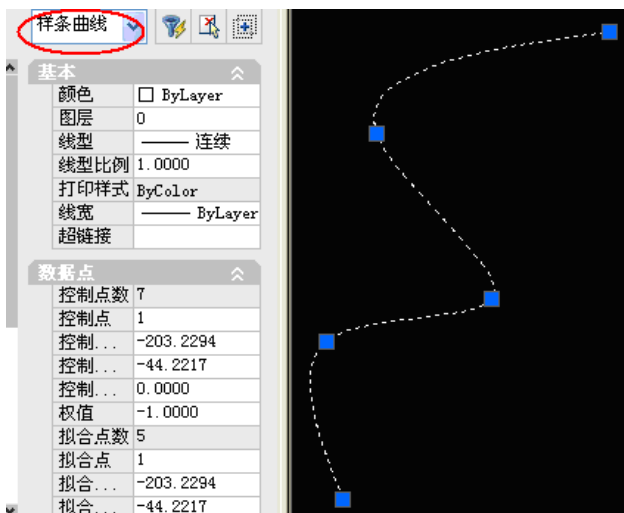 样条曲线
基本
颜色 ByLayer
图层 0
线型 连续
线型比例 1.0000
打印样式 ByColor
线宽 ByLayer
超链接
数据点
控制点数 7
控制点 1
控制... -203.2294
控制... -44.2217
控制... 0.0000
权值 -1.0000
拟合点数 5
拟合点 1
拟合... -203.2294
拟合... -44.2217